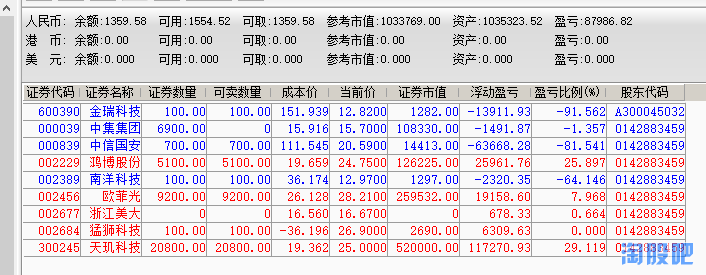 人民币: 余额:1359.58 可用:1554.52 可取:1359.58 参考市值:1033769.00 资产:1035323.52 盈亏:87986.82
港 币: 余额:0.00 可用:0.00 可取:0.00 参考市值:0.00 资产:0.00 盈亏:0.00
美 元: 余额:0.000 可用:0.000 可取:0.000 参考市值:0.000 资产:0.000 盈亏:0.000
证券代码 证券名称 证券数量 可卖数量 成本价 当前价 证券市值 浮动盈亏 盈亏比例(%) 股东代码
600390 金瑞科技 100.00 100.00 151.939 12.8200 1282.00 -13911.93 -91.562 A300045032
000039 中集集团 6900.00 0 15.916 15.7000 108330.00 -1491.87 -1.357 0142883459
000839 中信国安 700.00 700.00 111.545 20.5900 14413.00 -63668.28 -81.541 0142883459
002229 鸿博股份 5100.00 5100.00 19.659 24.7500 126225.00 25961.76 25.897 0142883459
002389 南洋科技 100.00 100.00 36.174 12.9700 1297.00 -2320.35 -64.146 0142883459
002456 欧菲光 9200.00 9200.00 26.128 28.2100 259532.00 19158.60 7.968 0142883459
002677 浙江美大 0 0 16.560 16.6700 0 678.33 0.664 0142883459
002684 猛狮科技 100.00 100.00 -36.196 26.9000 2690.00 6309.63 0.000 0142883459
300245 天玑科技 20800.00 20800.00 19.362 25.0000 520000.00 117270.93 29.119 0142883459
淘股吧